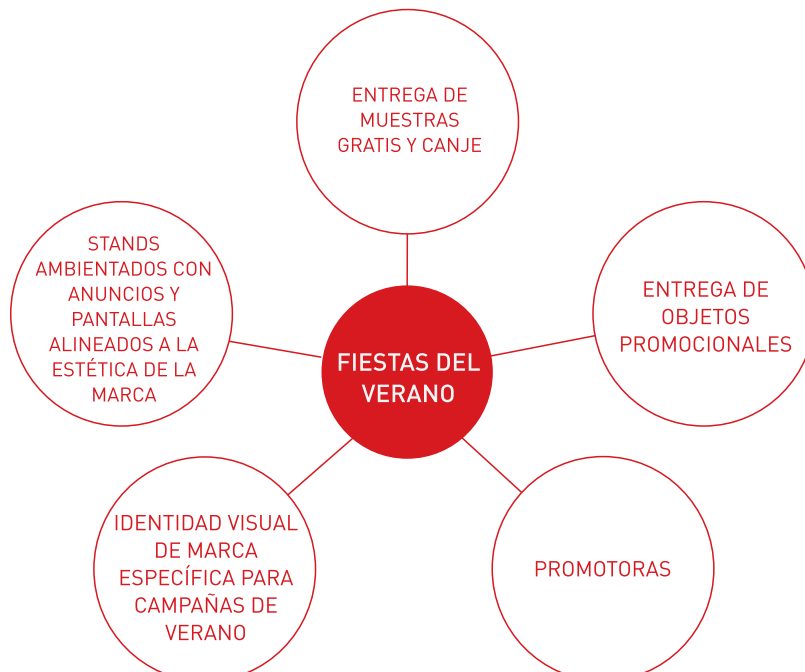 ENTREGA DE
MUESTRAS
GRATIS Y CANJE
STANDS
AMBIENTADOS CON
ANUNCIOS Y
PANTALLAS
ALINEADOS A LA
ESTÉTICA DE LA
MARCA
ENTREGA DE
OBJETOS
PROMOCIONALES
FIESTAS DEL
VERANO
IDENTIDAD VISUAL
DE MARCA
ESPECÍFICA PARA
CAMPAÑAS DE
VERANO
PROMOTORAS